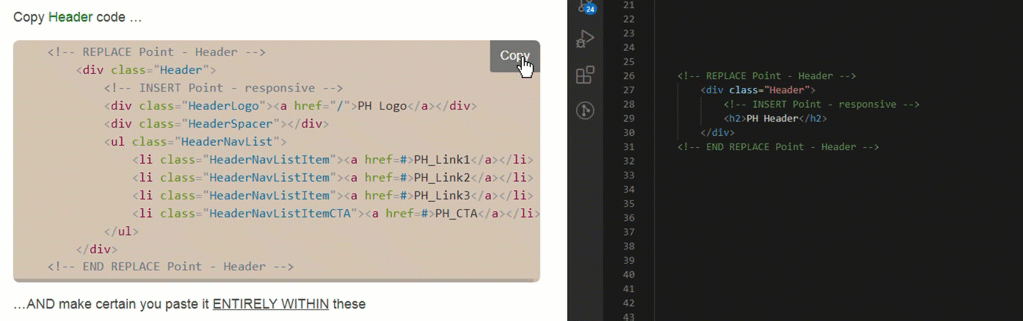 Copy Header code …
Copy
<!-- REPLACE Point - Header -->
<div class="Header">
<!-- INSERT Point - responsive -->
<div class="HeaderLogo"><a href="/">PH Logo</a></div>
<div class="HeaderSpacer"></div>
<ul class="HeaderNavList">
<li class="HeaderNavListItem"><a href=#>PH_Link1</a></li>
<li class="HeaderNavListItem"><a href=#>PH_Link2</a></li>
<li class="HeaderNavListItem"><a href=#>PH_Link3</a></li>
<li class="HeaderNavListItemCTA"><a href=#>PH_CTA</a></li>
</ul>
</div>
<!-- END REPLACE Point - Header -->
…AND make certain you paste it ENTIRELY WITHIN these
24
21
22
23
24
25
26 <!-- REPLACE Point - Header -->
27 <div class="Header">
28 <!-- INSERT Point - responsive -->
29 <h2>PH Header</h2>
30 </div>
31 <!-- END REPLACE Point - Header -->
32
33
34
35
36
37
38
39
40
41
42
43